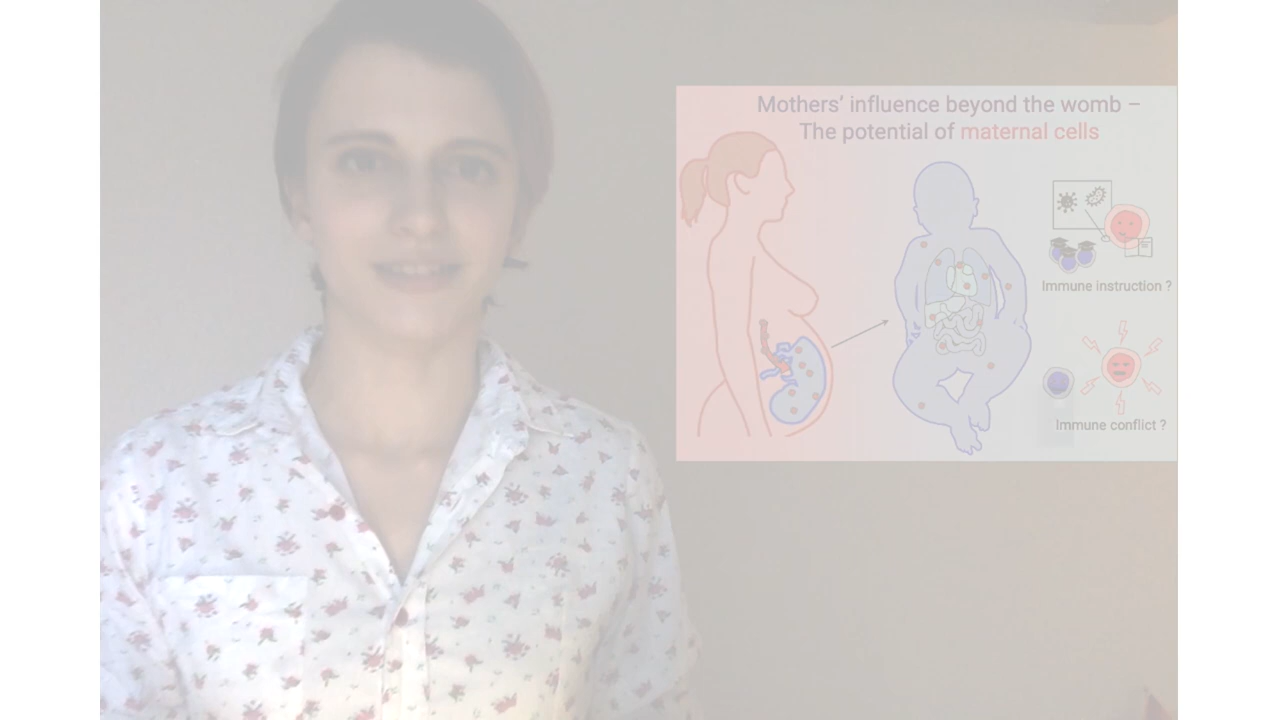 Mothers’ influence beyond the womb –
The potential of maternal cells
Immune instruction ?
Immune conflict ?